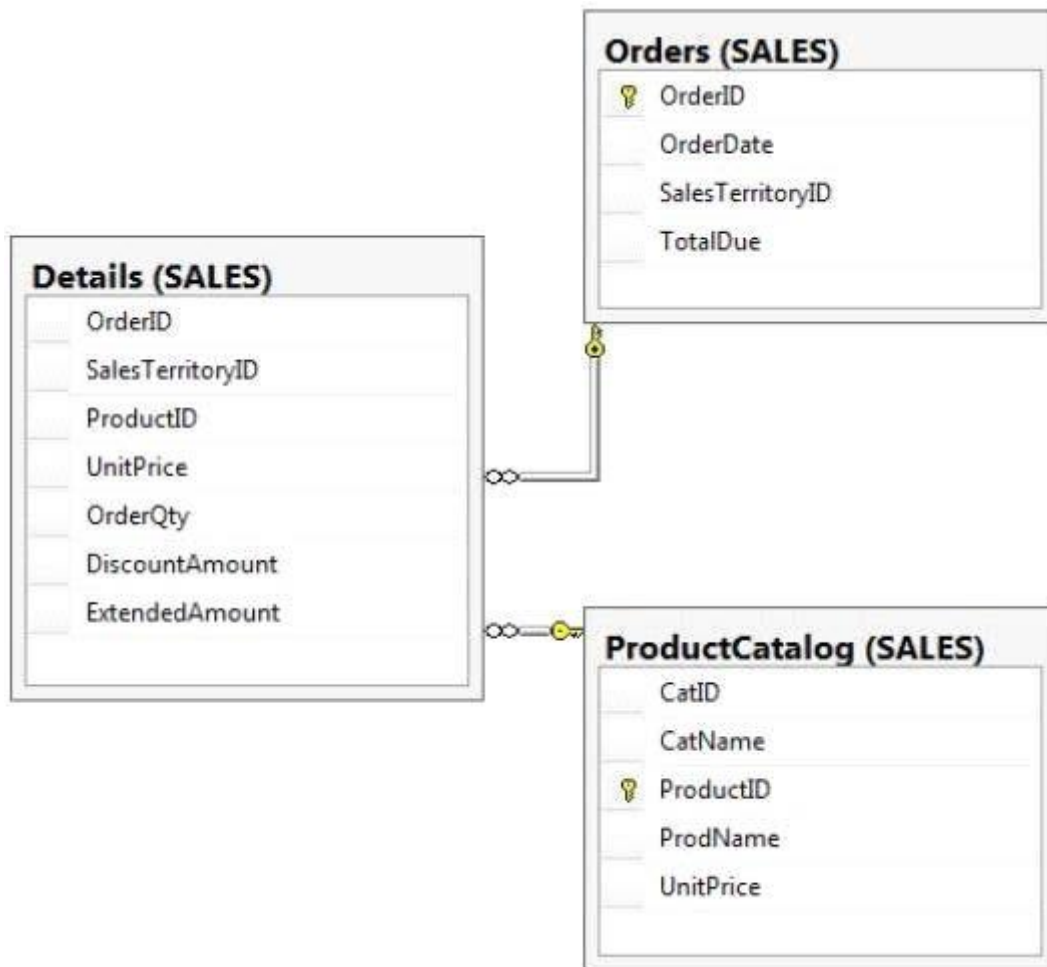 Orders (SALES)
OrderID
OrderDate
SalesTerritoryID
TotalDue
Details (SALES)
OrderID
SalesTerritoryID
ProductID
UnitPrice
OrderQty
DiscountAmount
ExtendedAmount
ProductCatalog (SALES)
CatID
CatName
ProductID
ProdName
UnitPrice